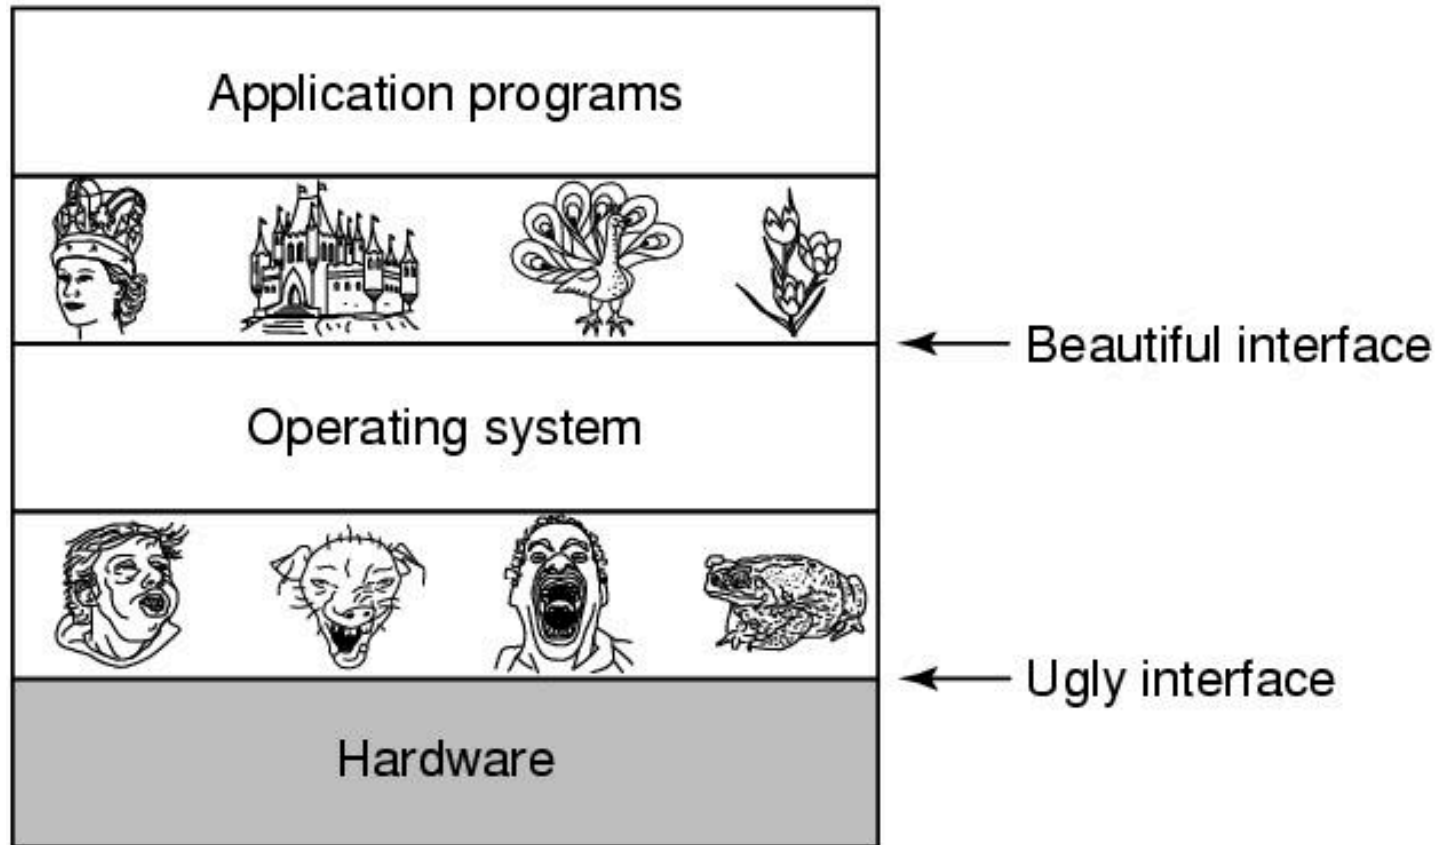 Application programs
Beautiful interface
Operating system
Ugly interface
Hardware